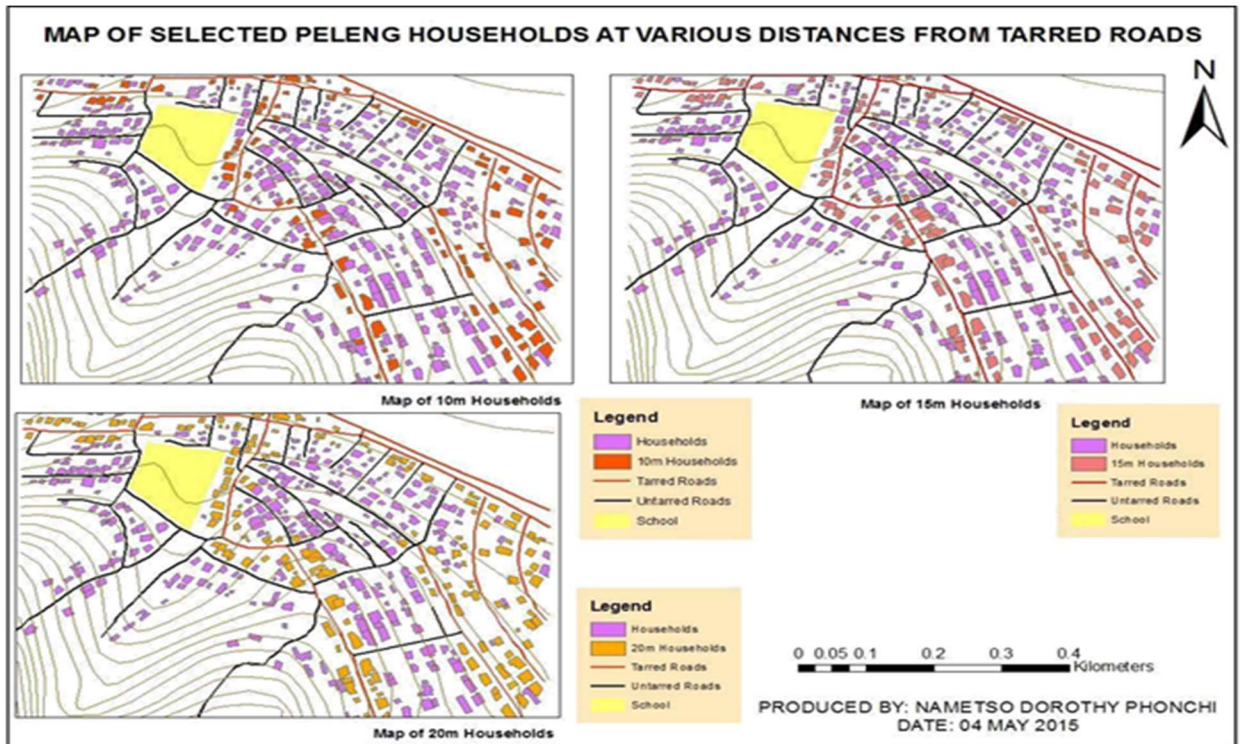 MAP OF SELECTED PELENG HOUSEHOLDS AT VARIOUS DISTANCES FROM TARRED ROADS
N
Map of 10m Households
Map of 15m Households
Legend
Households
10m Households
Tarred Roads
Untarred Roads
School
Legend
Households
15m Households
Tarred Roads
Untarred Roads
School
Map of 20m Households
Legend
Households
20m Households
Tarred Roads
Untarred Roads
School
0 0.05 0.1 0.2 0.3 0.4
Kilometers
PRODUCED BY: NAMETSO DOROTHY PHONCHI
DATE: 04 MAY 2015